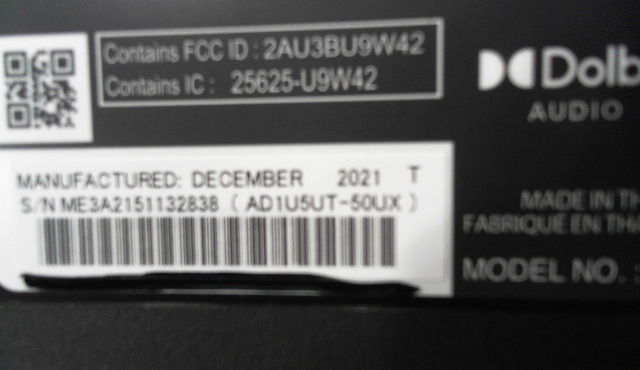 Contains FCC ID : 2AU3BU9W42
Contains IC : 25625-U9W42
Dolb
AUDIO
MANUFACTURED: DECEMBER 2021 T
S/N ME3A2151132838 ( AD1U5UT-50UX )
MADE IN TH
FABRIQUÉ EN THA
MODEL NO. :